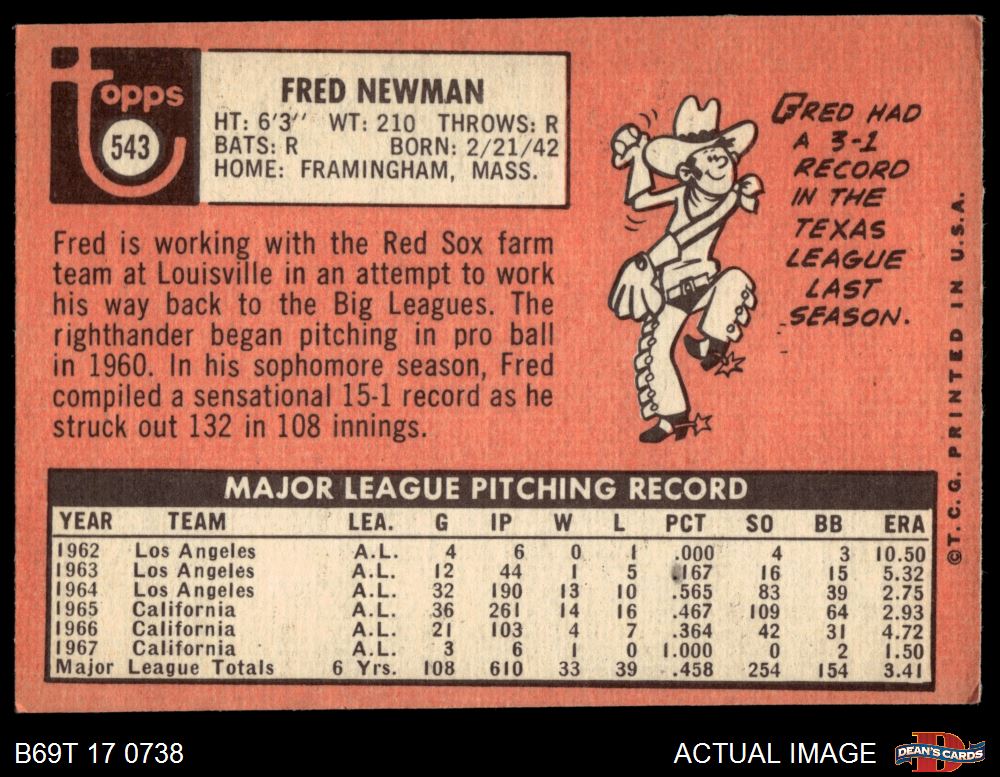 topps
543
FRED NEWMAN
HT: 6'3" WT: 210 THROWS: R
BATS: R BORN: 2/21/42
HOME: FRAMINGHAM, MASS.
Fred is working with the Red Sox farm
team at Louisville in an attempt to work
his way back to the Big Leagues. The
righthander began pitching in pro ball
in 1960. In his sophomore season, Fred
compiled a sensational 15-1 record as he
struck out 132 in 108 innings.
FRED HAD
A 3-1
RECORD
IN THE
TEXAS
LEAGUE
LAST
SEASON.
©T.C.G. PRINTED IN U.S.A.
MAJOR LEAGUE PITCHING RECORD
YEAR TEAM LEA. G IP W L PCT SO BB ERA
1962 Los Angeles A.L. 4 6 0 1 .000 4 3 10.50
1963 Los Angeles A.L. 12 44 1 5 .167 16 15 5.32
1964 Los Angeles A.L. 32 190 13 10 .565 83 39 2.75
1965 California A.L. 36 261 14 16 .467 109 64 2.93
1966 California A.L. 21 103 4 7 .364 42 31 4.72
1967 California A.L. 3 6 1 0 1.000 0 2 1.50
Major League Totals 6 Yrs. 108 610 33 39 .458 254 154 3.41
B69T 17 0738
ACTUAL IMAGE
D
DEAN'S CARDS